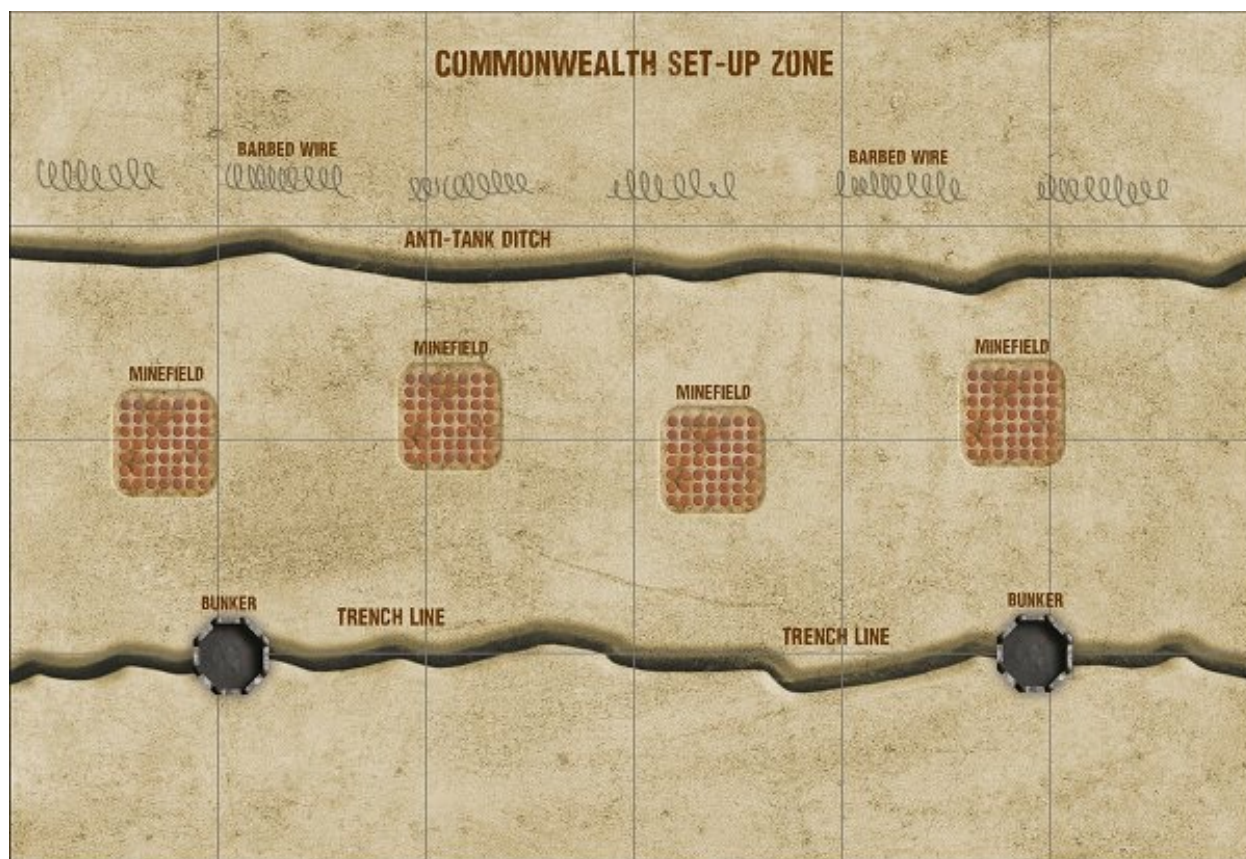 COMMONWEALTH SET-UP ZONE
BARBED WIRE
BARBED WIRE
ANTI-TANK DITCH
MINEFIELD
MINEFIELD
MINEFIELD
MINEFIELD
BUNKER
TRENCH LINE
TRENCH LINE
BUNKER